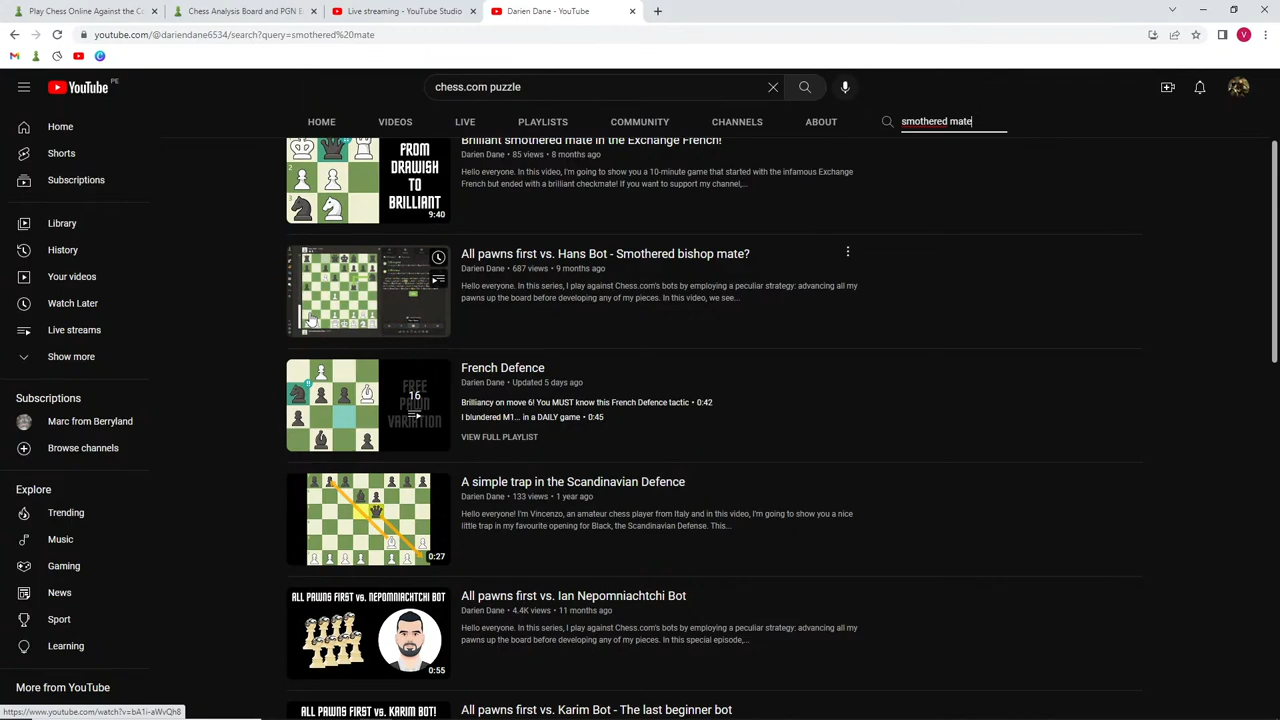 Play Chess Online Against the Co
Chess Analysis Board and PGN E
Live streaming - YouTube Studio
Darien Dane - YouTube
youtube.com/@dariendane6534/search?query=smothered%20mate
V
YouTube PE
chess.com puzzle
HOME
VIDEOS
LIVE
PLAYLISTS
COMMUNITY
CHANNELS
ABOUT
smothered mate
Home
Shorts
Subscriptions
Library
History
Your videos
Watch Later
Live streams
Show more
Subscriptions
Marc from Berryland
Browse channels
Explore
Trending
Music
Gaming
News
Sport
Learning
More from YouTube
FROM
DRAWISH
TO
BRILLIANT
9:40
Brilliant smothered mate in the Exchange French!
Darien Dane • 85 views • 8 months ago
Hello everyone. In this video, I'm going to show you a 10-minute game that started with the infamous Exchange
French but ended with a brilliant checkmate! If you want to support my channel,...
All pawns first vs. Hans Bot - Smothered bishop mate?
Darien Dane • 687 views • 9 months ago
Hello everyone. In this series, I play against Chess.com's bots by employing a peculiar strategy: advancing all my
pawns up the board before developing any of my pieces. In this video, we see...
FREE
PAWN
VARIATION
16
French Defence
Darien Dane • Updated 5 days ago
Brilliancy on move 6! You MUST know this French Defence tactic • 0:42
I blundered M1... in a DAILY game • 0:45
VIEW FULL PLAYLIST
0:27
A simple trap in the Scandinavian Defence
Darien Dane • 133 views • 1 year ago
Hello everyone! I'm Vincenzo, an amateur chess player from Italy and in this video, I'm going to show you a nice
little trap in my favourite opening for Black, the Scandinavian Defense. This...
ALL PAWNS FIRST vs. NEPOMNIACHTCHI BOT
0:55
All pawns first vs. Ian Nepomniachtchi Bot
Darien Dane • 4.4K views • 11 months ago
Hello everyone. In this series, I play against Chess.com's bots by employing a peculiar strategy: advancing all my
pawns up the board before developing any of my pieces. In this special episode,...
ALL PAWNS FIRST vs. KARIM BOT!
All pawns first vs. Karim Bot - The last beginner bot
https://www.youtube.com/watch?v=bA1i-aWvQh8